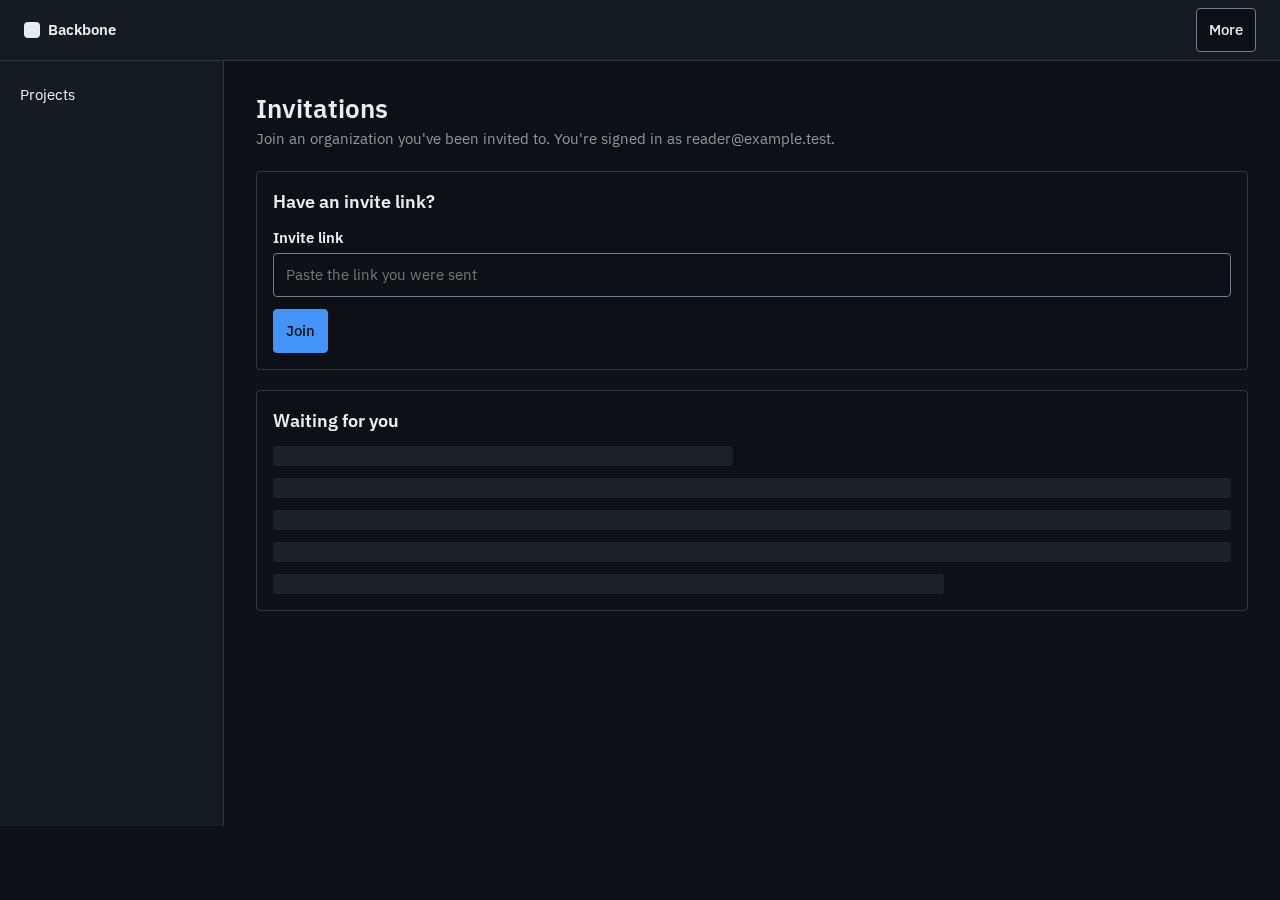 Backbone
More
Projects
Invitations
Join an organization you've been invited to. You're signed in as reader@example.test.
Have an invite link?
Invite link
Paste the link you were sent
Join
Waiting for you